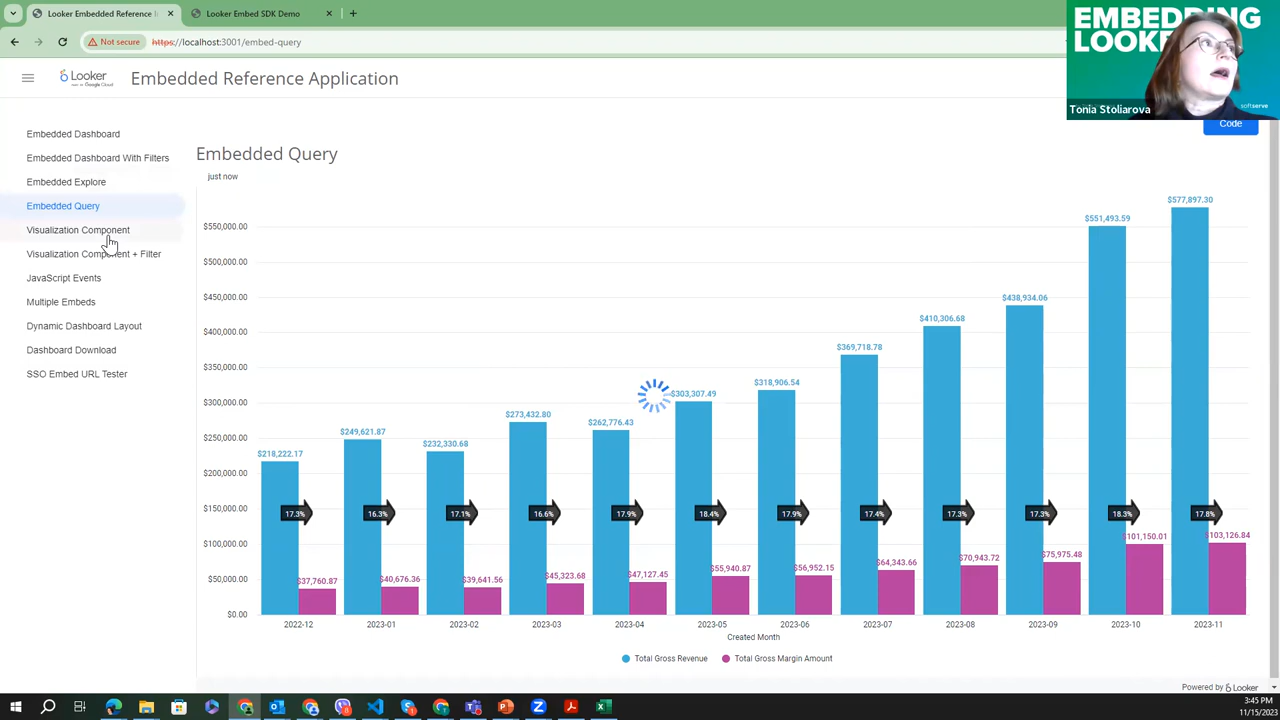 Looker Embedded Reference I
Looker Embed SDK Demo
Not secure
https://localhost:3001/embed-query
Looker
Embedded Reference Application
EMBEDDING
LOOKE
Tonia Stoliarova
softserve
Code
Embedded Dashboard
Embedded Dashboard With Filters
Embedded Explore
Embedded Query
Visualization Component
Visualization Component + Filter
JavaScript Events
Multiple Embeds
Dynamic Dashboard Layout
Dashboard Download
SSO Embed URL Tester
Embedded Query
just now
$550,000.00
$500,000.00
$450,000.00
$400,000.00
$350,000.00
$300,000.00
$250,000.00
$200,000.00
$150,000.00
$100,000.00
$50,000.00
$0.00
$218,222.17
$249,621.87
$232,330.68
$273,432.80
$262,776.43
$303,307.49
$318,906.54
$369,718.78
$410,306.68
$438,934.06
$551,493.59
$577,897.30
17.3%
16.3%
17.1%
16.6%
17.9%
18.4%
17.9%
17.4%
17.3%
17.3%
18.3%
17.8%
$37,760.87
$40,676.36
$39,641.56
$45,323.68
$47,127.45
$55,940.87
$56,952.15
$64,343.66
$70,943.72
$75,975.48
$101,150.01
$103,126.84
2022-12
2023-01
2023-02
2023-03
2023-04
2023-05
2023-06
2023-07
2023-08
2023-09
2023-10
2023-11
Created Month
Total Gross Revenue
Total Gross Margin Amount
Powered by Looker
3:45 PM
11/15/2023